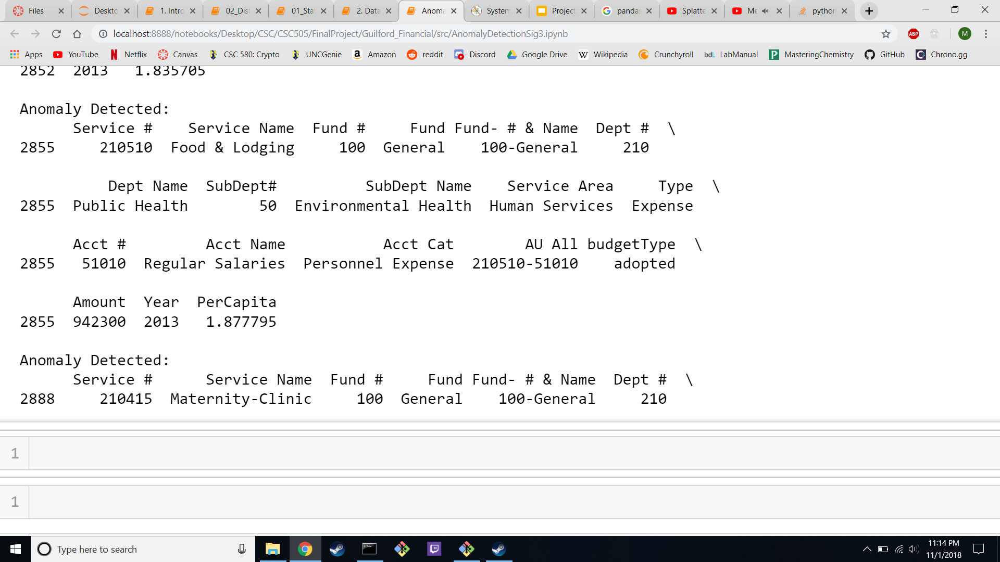 Files Deskto 1. Intro 02_Dis 01_Sta 2. Data Anoma System Project pandas Splatte Me python
localhost:8888/notebooks/Desktop/CSC/CSC505/FinalProject/Guilford_Financial/src/AnomalyDetectionSig3.ipynb ABP M
Apps YouTube Netflix Canvas CSC 580: Crypto UNCGenie Amazon reddit Discord Google Drive Wikipedia Crunchyroll bdL LabManual MasteringChemistry GitHub Chrono.gg
2852 2013 1.835705
Anomaly Detected:
Service # Service Name Fund # Fund Fund- # & Name Dept # \
2855 210510 Food & Lodging 100 General 100-General 210
Dept Name SubDept# SubDept Name Service Area Type \
2855 Public Health 50 Environmental Health Human Services Expense
Acct # Acct Name Acct Cat AU All budgetType \
2855 51010 Regular Salaries Personnel Expense 210510-51010 adopted
Amount Year PerCapita
2855 942300 2013 1.877795
Anomaly Detected:
Service # Service Name Fund # Fund Fund- # & Name Dept # \
2888 210415 Maternity-Clinic 100 General 100-General 210
1
1
Type here to search
11:14 PM
11/1/2018